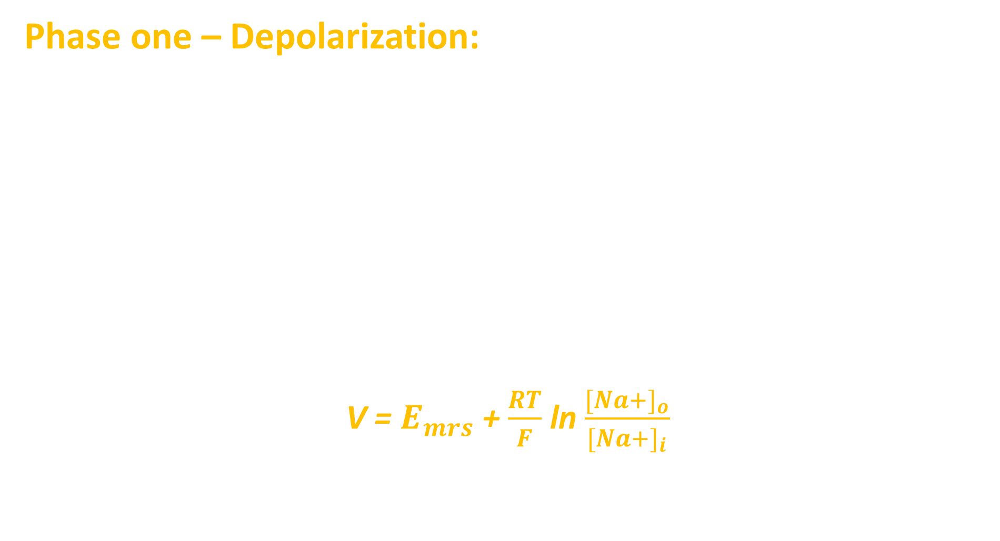 Phase one – Depolarization:
V = E_mrs + RT/F ln [Na+]_o/[Na+]_i